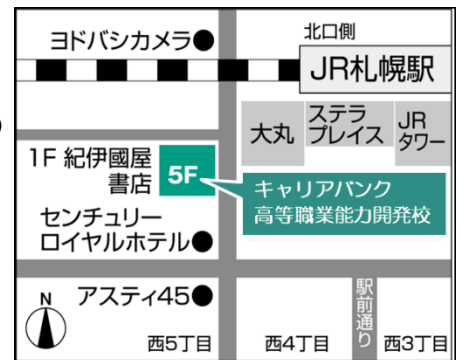 ヨドバシカメラ●
北口側
JR札幌駅
大丸
ステラ
プレイス
JR
タワー
1F 紀伊國屋
書店
5F
キャリアバンク
高等職業能力開発校
センチュリー
ロイヤルホテル●
N
アスティ45●
駅前通り
西5丁目
西4丁目
西3丁目